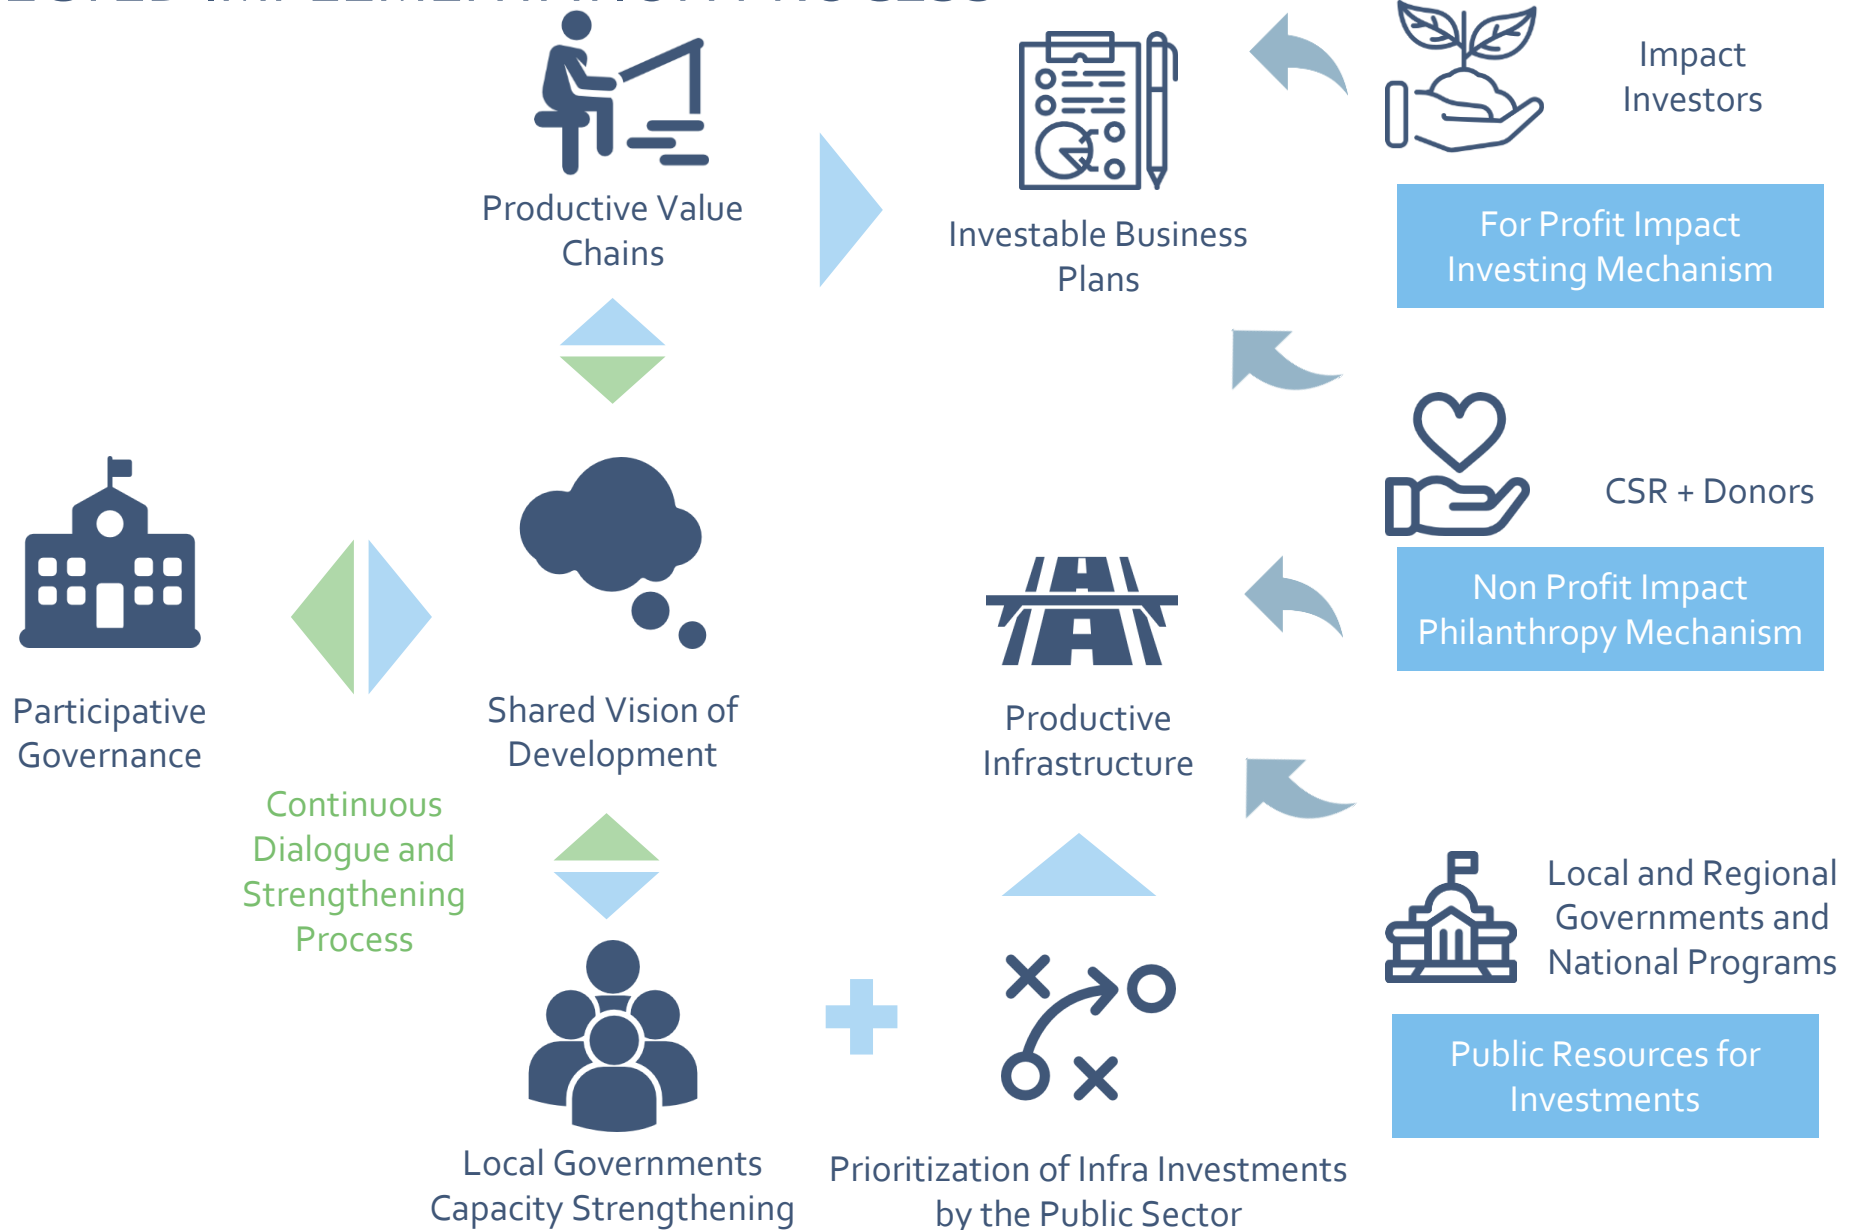 IMPLEMENTATION PROCESS
Impact
Investors
Productive Value
Chains
Investable Business
Plans
For Profit Impact
Investing Mechanism
CSR + Donors
Non Profit Impact
Philanthropy Mechanism
Participative
Governance
Shared Vision of
Development
Productive
Infrastructure
Continuous
Dialogue and
Strengthening
Process
Local and Regional
Governments and
National Programs
Public Resources for
Investments
Local Governments
Capacity Strengthening
Prioritization of Infra Investments
by the Public Sector